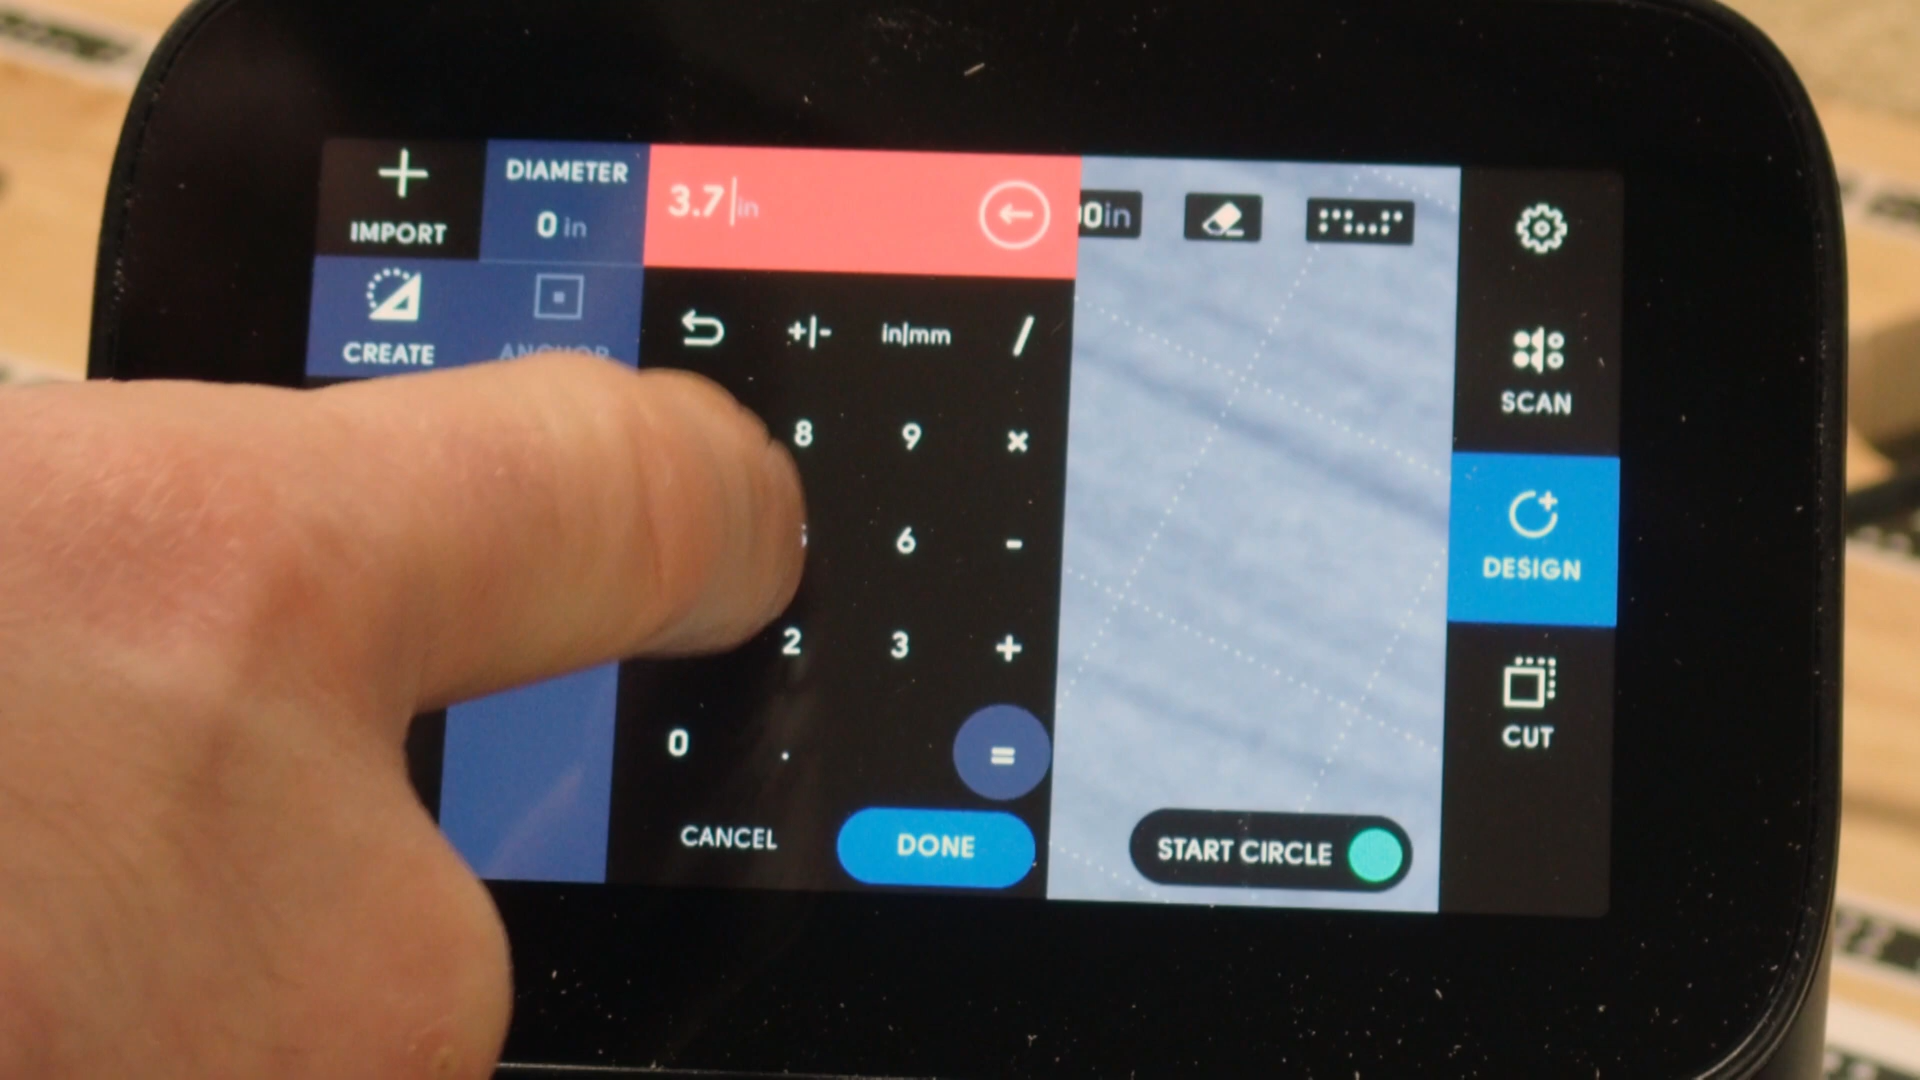 IMPORT
DIAMETER
0 in
3.7 in
0in
CREATE
+|-
in|mm
/
8
9
×
6
-
2
3
+
0
.
=
CANCEL
DONE
START CIRCLE
SCAN
DESIGN
CUT